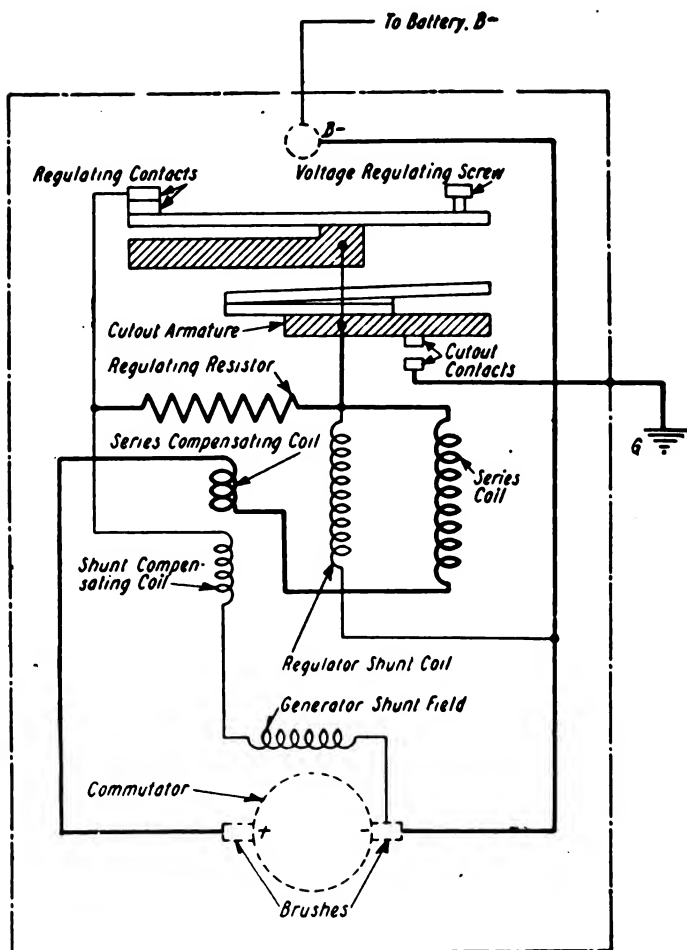 To Battery, B-
B-
Regulating Contacts
Voltage Regulating Screw
Cutout Armature
Cutout
Contacts
Regulating Resistor
Series Compensating Coil
G
Series
Coil
Shunt Compen-
sating Coil
Regulator Shunt Coil
Generator Shunt Field
Commutator
+
-
Brushes